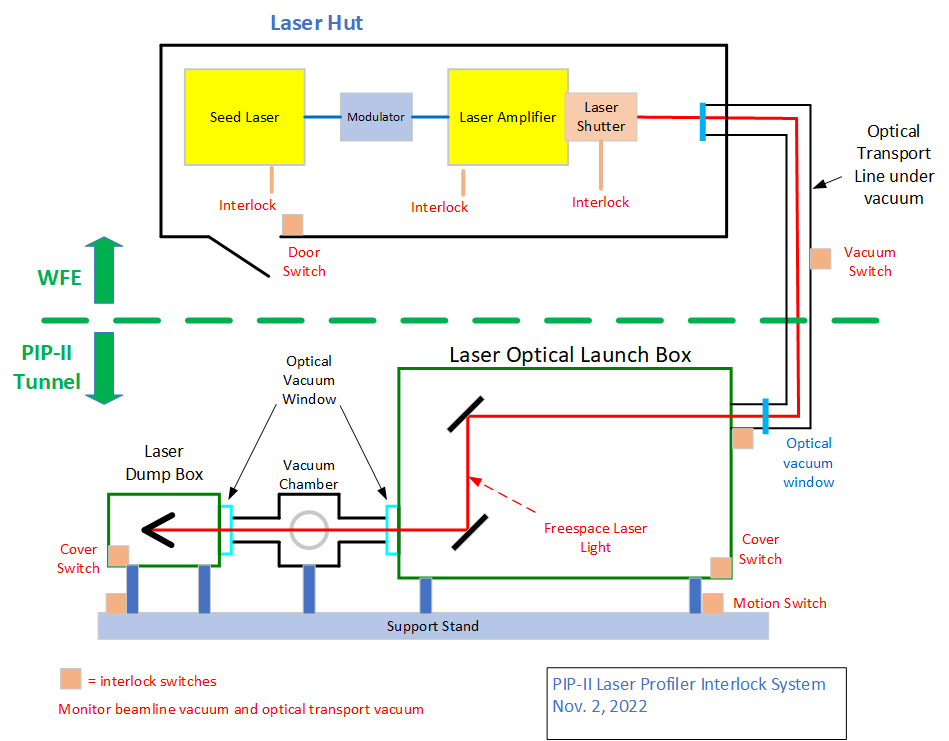 Laser Hut
Seed Laser
Modulator
Laser Amplifier
Laser
Shutter
Interlock
Interlock
Interlock
Door
Switch
Optical
Transport
Line under
vacuum
Vacuum
Switch
WFE
PIP-II
Tunnel
Optical
Vacuum
Window
Laser Optical Launch Box
Laser
Dump Box
Vacuum
Chamber
Optical
vacuum
window
Freespace Laser
Light
Cover
Switch
Cover
Switch
Motion Switch
Support Stand
= interlock switches
Monitor beamline vacuum and optical transport vacuum
PIP-II Laser Profiler Interlock System
Nov. 2, 2022